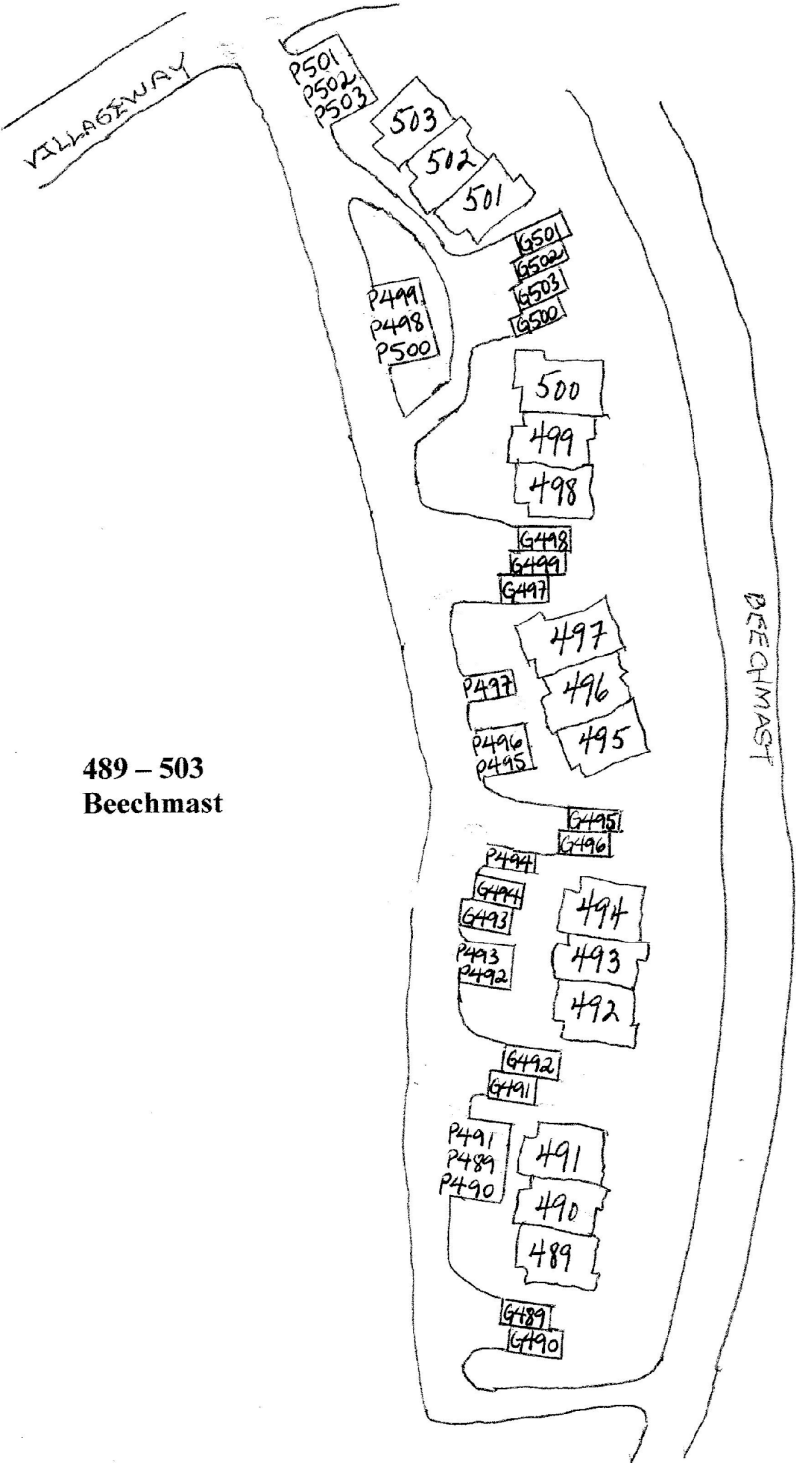 VILLAGEWAY
P501
P502
P503
503
502
501
G501
G502
G503
G500
P499
P498
P500
500
499
498
G498
G499
G497
497
496
495
P497
P496
P495
BEECHMAST
489 – 503
Beechmast
G495
G496
P494
G494
G493
494
493
492
P493
P492
G492
G491
P491
P489
P490
491
490
489
G489
G490